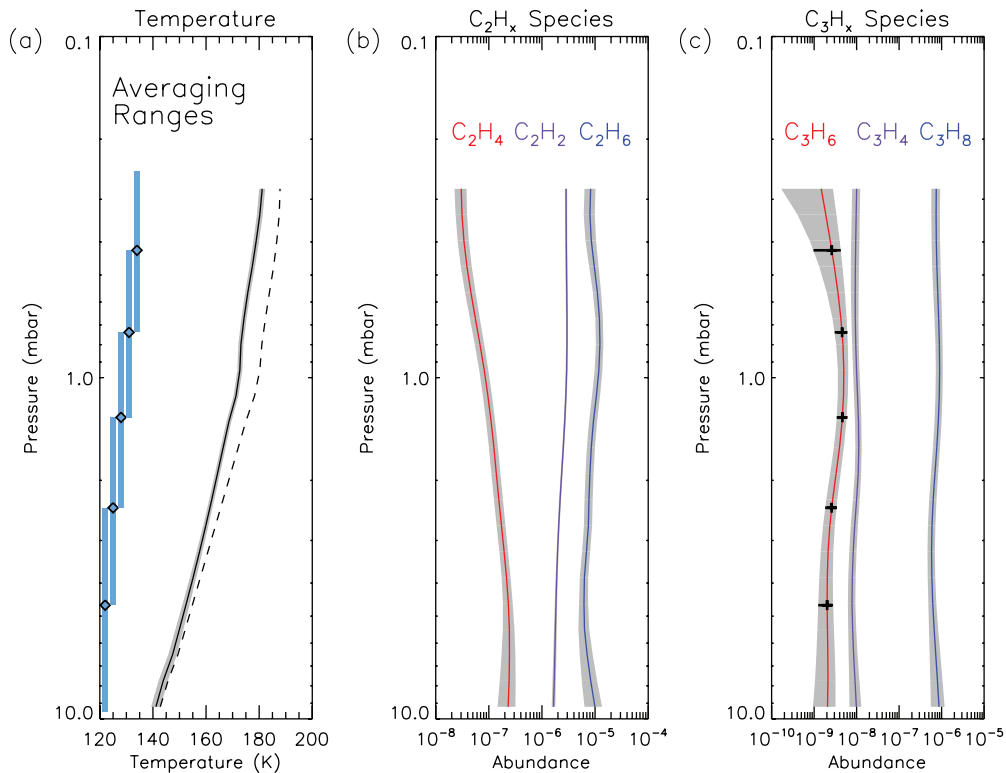 Temperature
C₂Hₓ Species
C₃Hₓ Species
(a)
(b)
(c)
0.1
0.1
0.1
Averaging
Ranges
C₂H₄ C₂H₂ C₂H₆
C₃H₆ C₃H₄ C₃H₈
Pressure (mbar)
Pressure (mbar)
Pressure (mbar)
1.0
1.0
1.0
10.0
10.0
10.0
120 140 160 180 200
10⁻⁸ 10⁻⁷ 10⁻⁶ 10⁻⁵ 10⁻⁴
10⁻¹⁰ 10⁻⁹ 10⁻⁸ 10⁻⁷ 10⁻⁶ 10⁻⁵
Temperature (K)
Abundance
Abundance